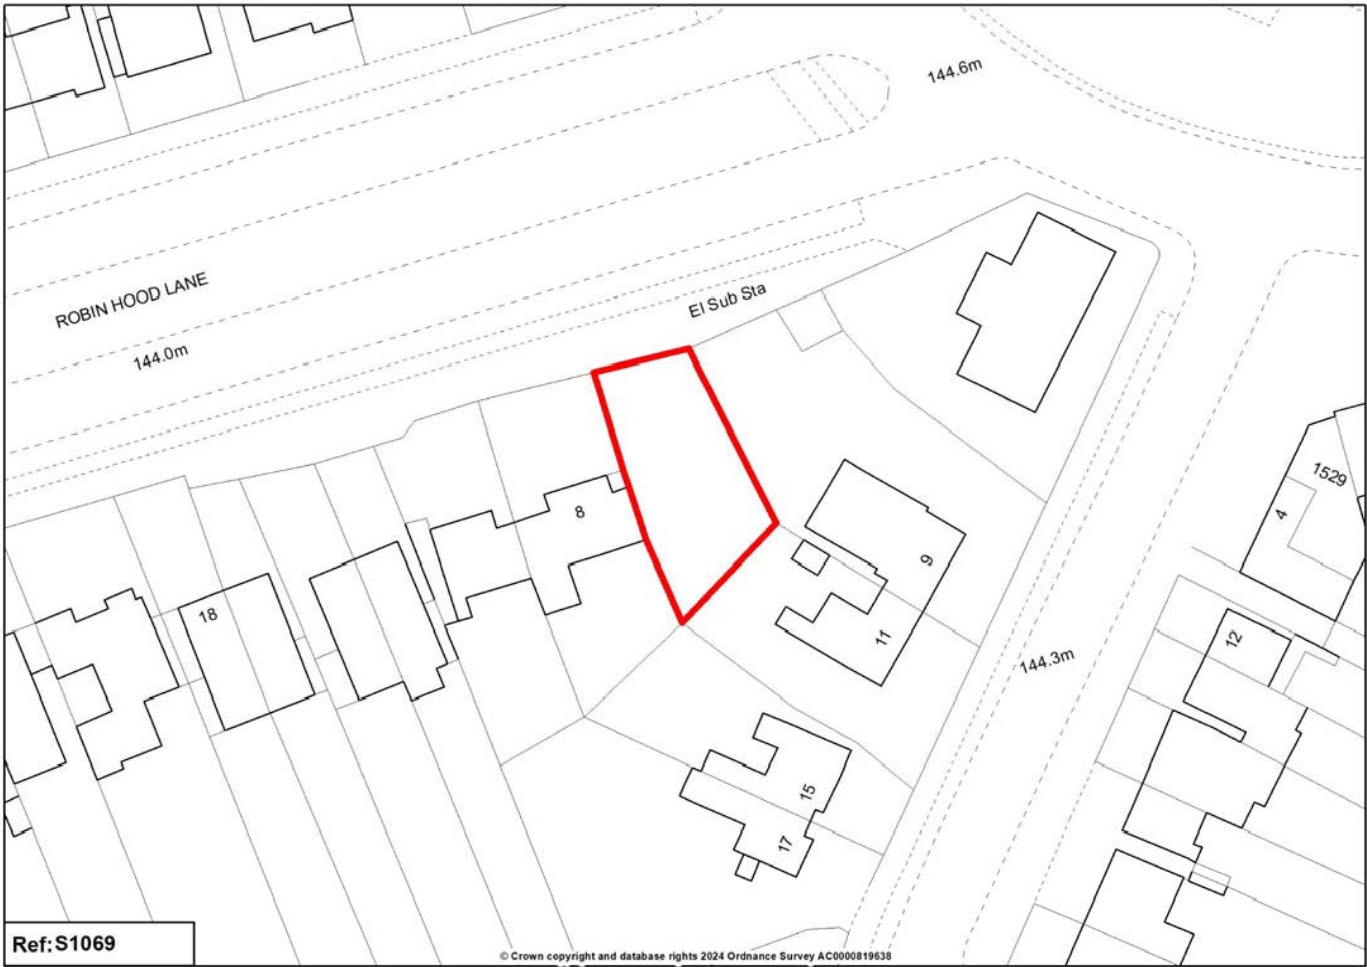 144.6m
ROBIN HOOD LANE
El Sub Sta
144.0m
1529
4
8
9
18
11
12
144.3m
15
17
Ref: S1069
© Crown copyright and database rights 2024 Ordnance Survey AC0000819638